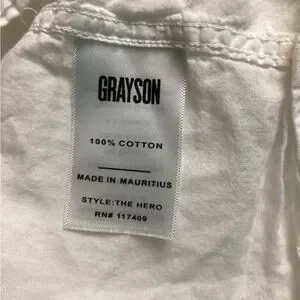 GRAYSON
100% COTTON
MADE IN MAURITIUS
STYLE:THE HERO
RN# 117409